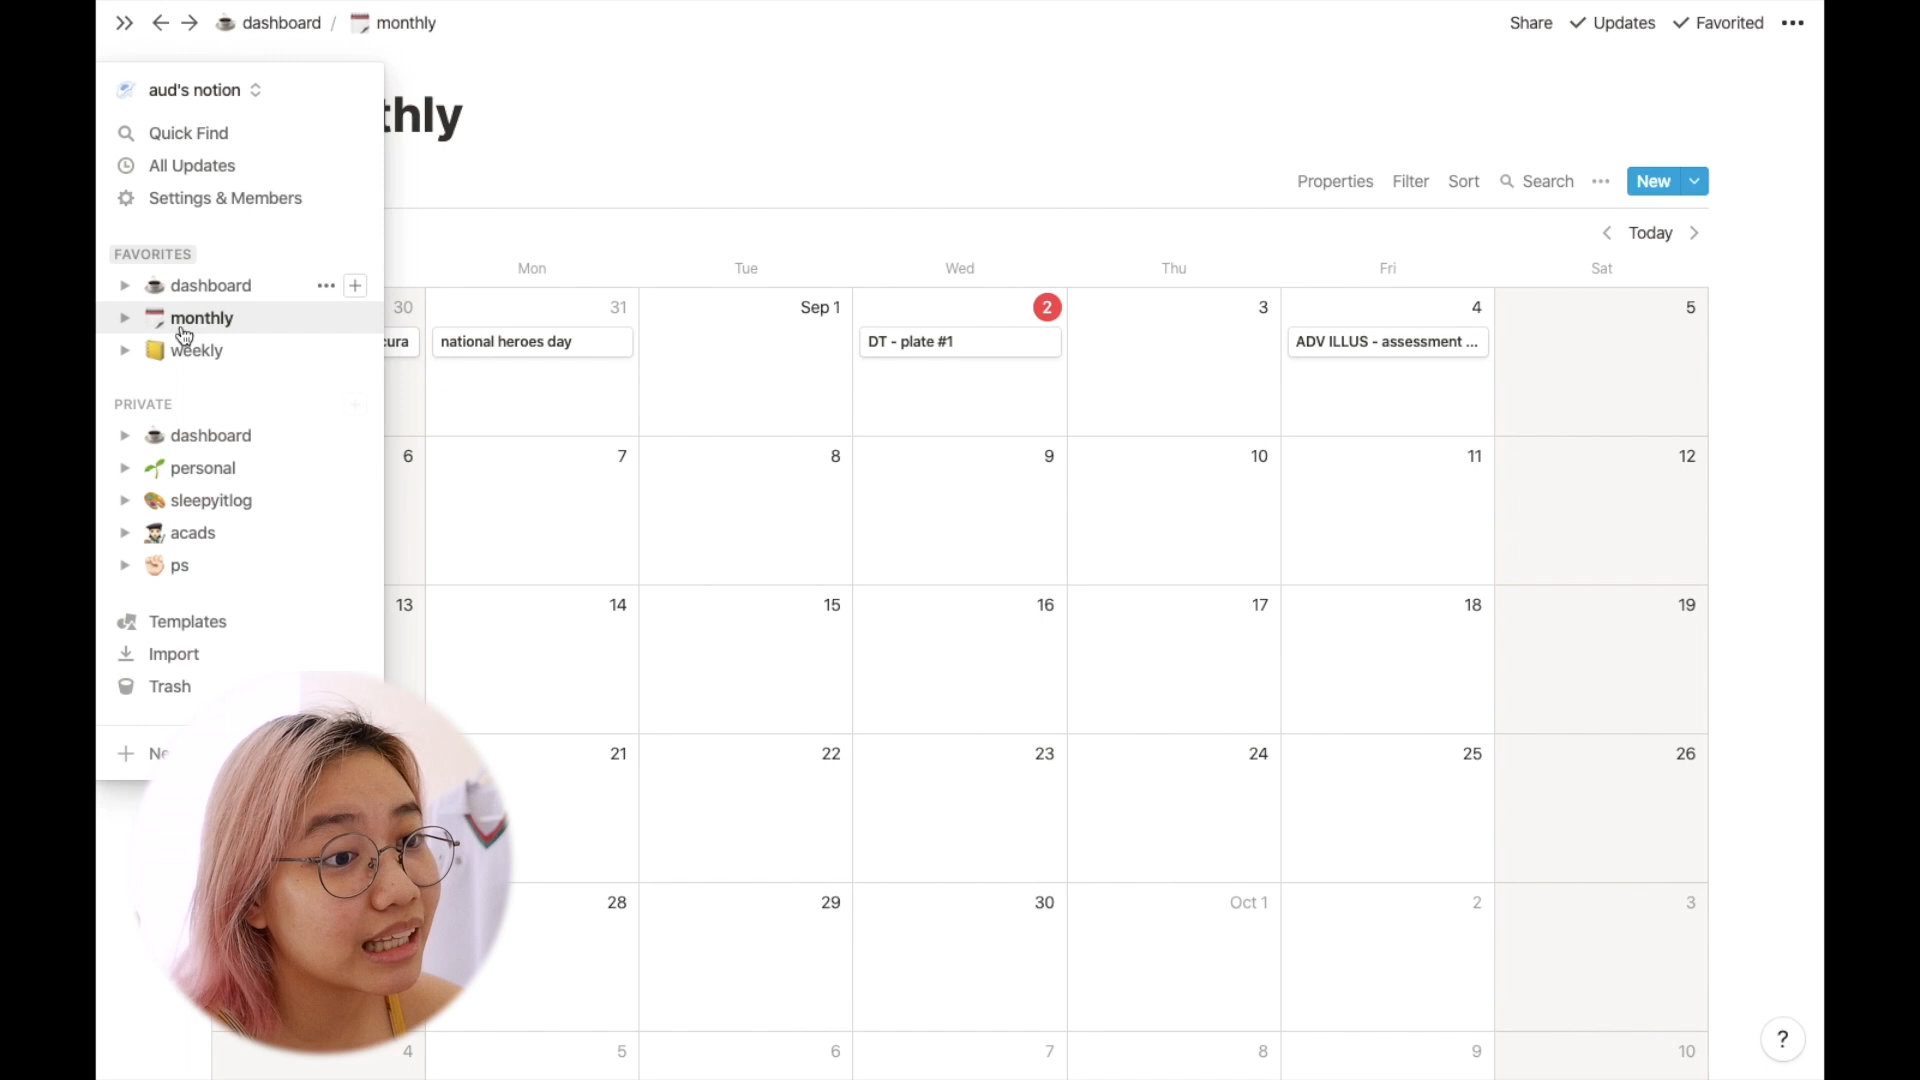 dashboard / monthly
Share Updates Favorited
aud's notion
thly
Quick Find
All Updates
Settings & Members
Properties Filter Sort Search New
Today
FAVORITES
dashboard
monthly
weekly
PRIVATE
dashboard
personal
sleepyitlog
acads
ps
Templates
Import
Trash
Mon Tue Wed Thu Fri Sat
30 31 Sep 1 2 3 4 5
cura national heroes day DT - plate #1 ADV ILLUS - assessment ...
6 7 8 9 10 11 12
13 14 15 16 17 18 19
21 22 23 24 25 26
28 29 30 Oct 1 2 3
4 5 6 7 8 9 10
?